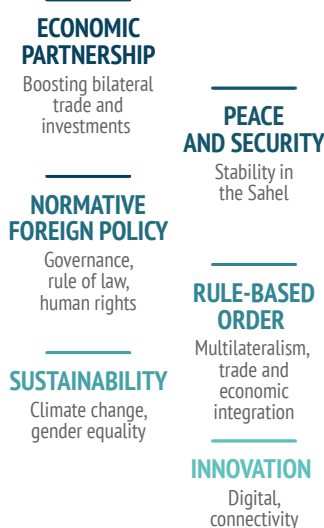 ECONOMIC
PARTNERSHIP
Boosting bilateral
trade and
investments
PEACE
AND SECURITY
Stability in
the Sahel
NORMATIVE
FOREIGN POLICY
Governance,
rule of law,
human rights
RULE-BASED
ORDER
Multilateralism,
trade and
economic
integration
SUSTAINABILITY
Climate change,
gender equality
INNOVATION
Digital,
connectivity